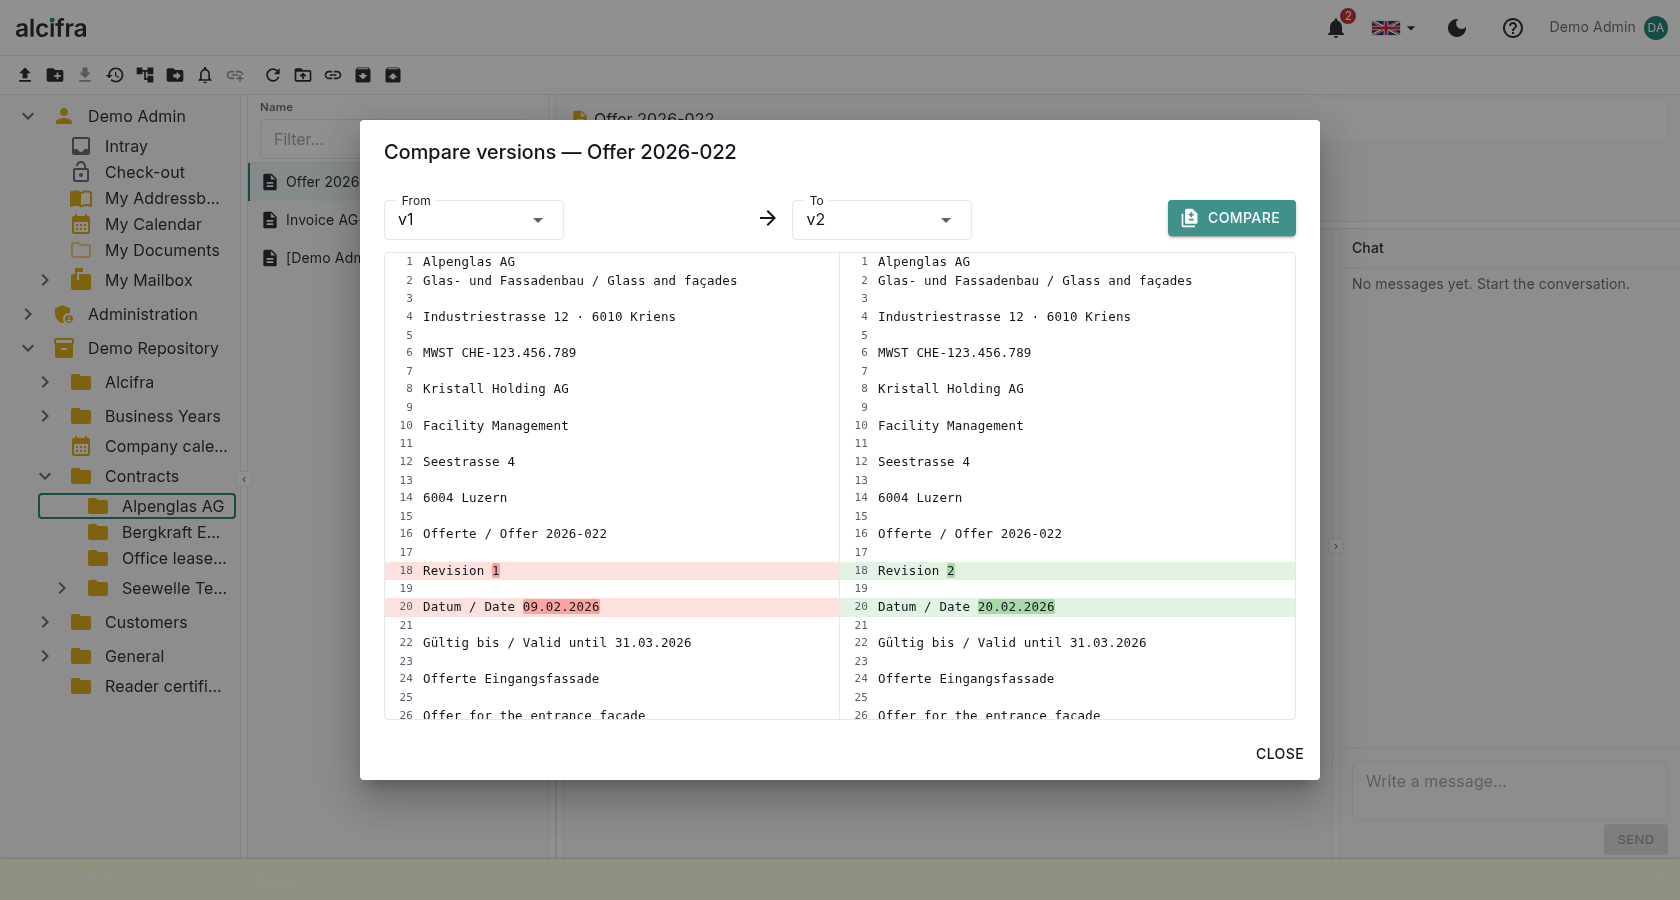 alcifra
2
Demo Admin
DA
Demo Admin
Intray
Check-out
My Addressb...
My Calendar
My Documents
My Mailbox
Administration
Demo Repository
Alcifra
Business Years
Company cale...
Contracts
Alpenglas AG
Bergkraft E...
Office lease...
Seewelle Te...
Customers
General
Reader certifi...
Name
Filter...
Offer 2026
Invoice AG
[Demo Adn
Offer 2026-022
Compare versions — Offer 2026-022
From
v1
To
v2
COMPARE
1 Alpenglas AG
2 Glas- und Fassadenbau / Glass and façades
3
4 Industriestrasse 12 · 6010 Kriens
5
6 MWST CHE-123.456.789
7
8 Kristall Holding AG
9
10 Facility Management
11
12 Seestrasse 4
13
14 6004 Luzern
15
16 Offerte / Offer 2026-022
17
18 Revision 1
19
20 Datum / Date 09.02.2026
21
22 Gültig bis / Valid until 31.03.2026
23
24 Offerte Eingangsfassade
25
26 Offer for the entrance facade
1 Alpenglas AG
2 Glas- und Fassadenbau / Glass and façades
3
4 Industriestrasse 12 · 6010 Kriens
5
6 MWST CHE-123.456.789
7
8 Kristall Holding AG
9
10 Facility Management
11
12 Seestrasse 4
13
14 6004 Luzern
15
16 Offerte / Offer 2026-022
17
18 Revision 2
19
20 Datum / Date 20.02.2026
21
22 Gültig bis / Valid until 31.03.2026
23
24 Offerte Eingangsfassade
25
26 Offer for the entrance facade
CLOSE
Chat
No messages yet. Start the conversation.
Write a message...
SEND